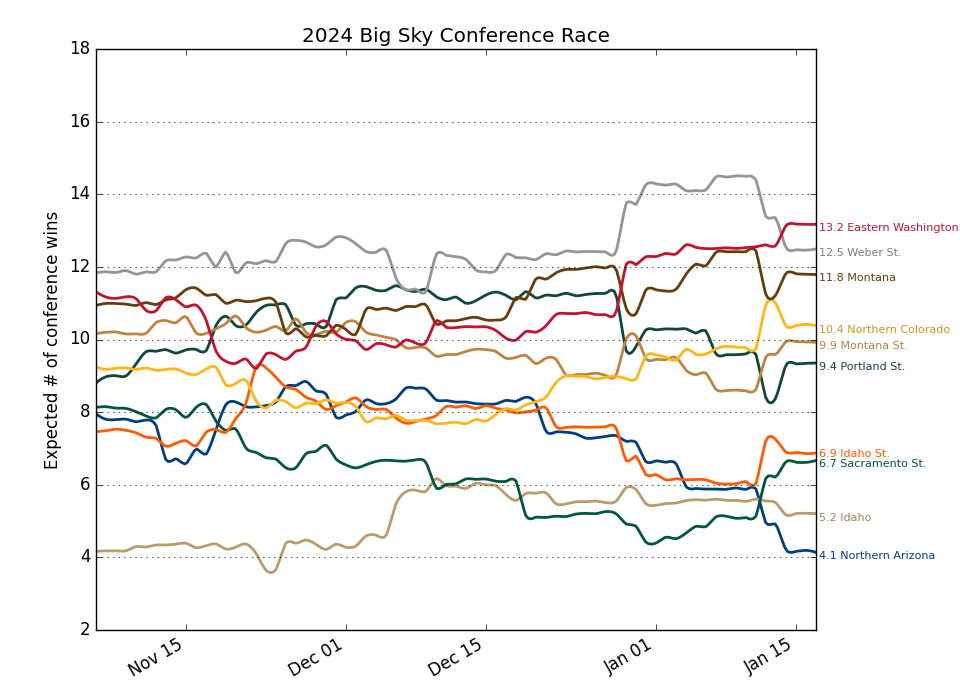 2024 Big Sky Conference Race
Expected # of conference wins
18
16
14
12
10
8
6
4
2
Nov 15
Dec 01
Dec 15
Jan 01
Jan 15
13.2 Eastern Washington
12.5 Weber St.
11.8 Montana
10.4 Northern Colorado
9.9 Montana St.
9.4 Portland St.
6.9 Idaho St.
6.7 Sacramento St.
5.2 Idaho
4.1 Northern Arizona